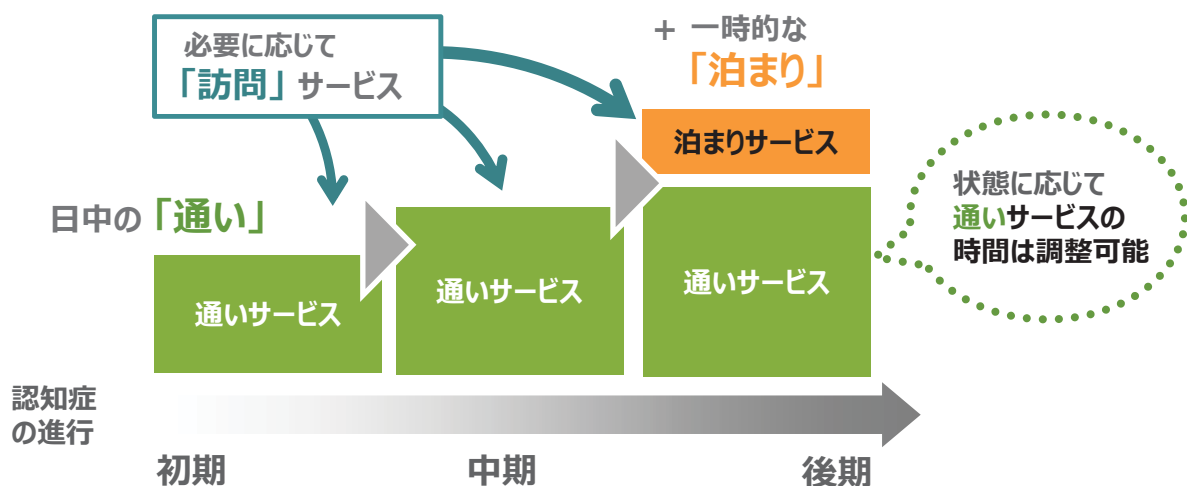 必要に応じて
「訪問」サービス
+ 一時的な
「泊まり」
泊まりサービス
日中の「通い」
通いサービス
通いサービス
通いサービス
状態に応じて
通いサービスの
時間は調整可能
認知症
の進行
初期
中期
後期